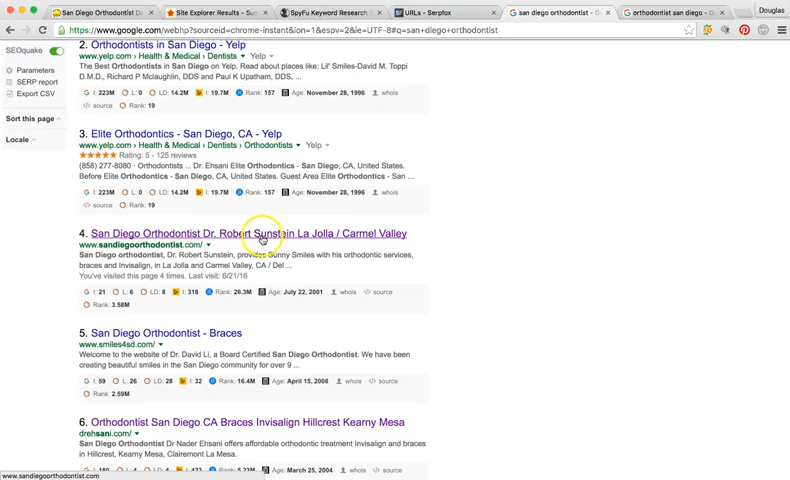 San Diego Orthodontist Do
Site Explorer Results - Sum
SpyFu Keyword Research T
URLs - Serpfox
san diego orthodontist - Go
orthodontist san diego - G
Douglas
https://www.google.com/webhp?sourceid=chrome-instant&ion=1&espv=2&ie=UTF-8#q=san+diego+orthodontist
SEOquake
Parameters
SERP report
Export CSV
Sort this page
Locale
2. Orthodontists in San Diego - Yelp
www.yelp.com › Health & Medical › Dentists ▼ Yelp ▼
The Best Orthodontists in San Diego on Yelp. Read about places like: Lil' Smiles-David M. Toppi
D.M.D., Richard P Mclaughlin, DDS and Paul K Upatham, DDS, ...
I: 223M L: 0 LD: 14.2M I: 19.7M Rank: 157 Age: November 28, 1996 whois
source Rank: 19
3. Elite Orthodontics - San Diego, CA - Yelp
www.yelp.com › Health & Medical › Dentists › Orthodontists ▼ Yelp ▼
★★★★★ Rating: 5 - 125 reviews
(858) 277-8080 · Orthodontists ... Dr. Ehsani Elite Orthodontics - San Diego, CA, United States.
Before Elite Orthodontics - San Diego, CA, United States. Guest Area Elite Orthodontics - San ...
I: 223M L: 0 LD: 14.2M I: 19.7M Rank: 157 Age: November 28, 1996 whois
source Rank: 19
4. San Diego Orthodontist Dr. Robert Sunstein La Jolla / Carmel Valley
www.sandiegoorthodontist.com/ ▼
San Diego orthodontist, Dr. Robert Sunstein, provides Sunny Smiles with his orthodontic services,
braces and Invisalign, in La Jolla and Carmel Valley, CA / Del ...
You've visited this page 4 times. Last visit: 6/21/16
I: 21 L: 6 LD: 8 I: 318 Rank: 26.3M Age: July 22, 2001 whois source
Rank: 3.58M
5. San Diego Orthodontist - Braces
www.smiles4sd.com/ ▼
Welcome to the website of Dr. David Li, a Board Certified San Diego Orthodontist. We have been
creating beautiful smiles in the San Diego community for over 9 ...
I: 59 L: 26 LD: 28 I: 32 Rank: 16.4M Age: April 15, 2008 whois source
Rank: 2.59M
6. Orthodontist San Diego CA Braces Invisalign Hillcrest Kearny Mesa
drehsani.com/ ▼
San Diego Orthodontist Dr Nader Ehsani offers affordable orthodontic treatment Invisalign and braces
in Hillcrest, Kearny Mesa, Clairemont La Mesa.
I: 180 L: 4 LD: 4 I: 423 Rank: 5.23M Age: March 25, 2004 whois source
www.sandiegoorthodontist.com